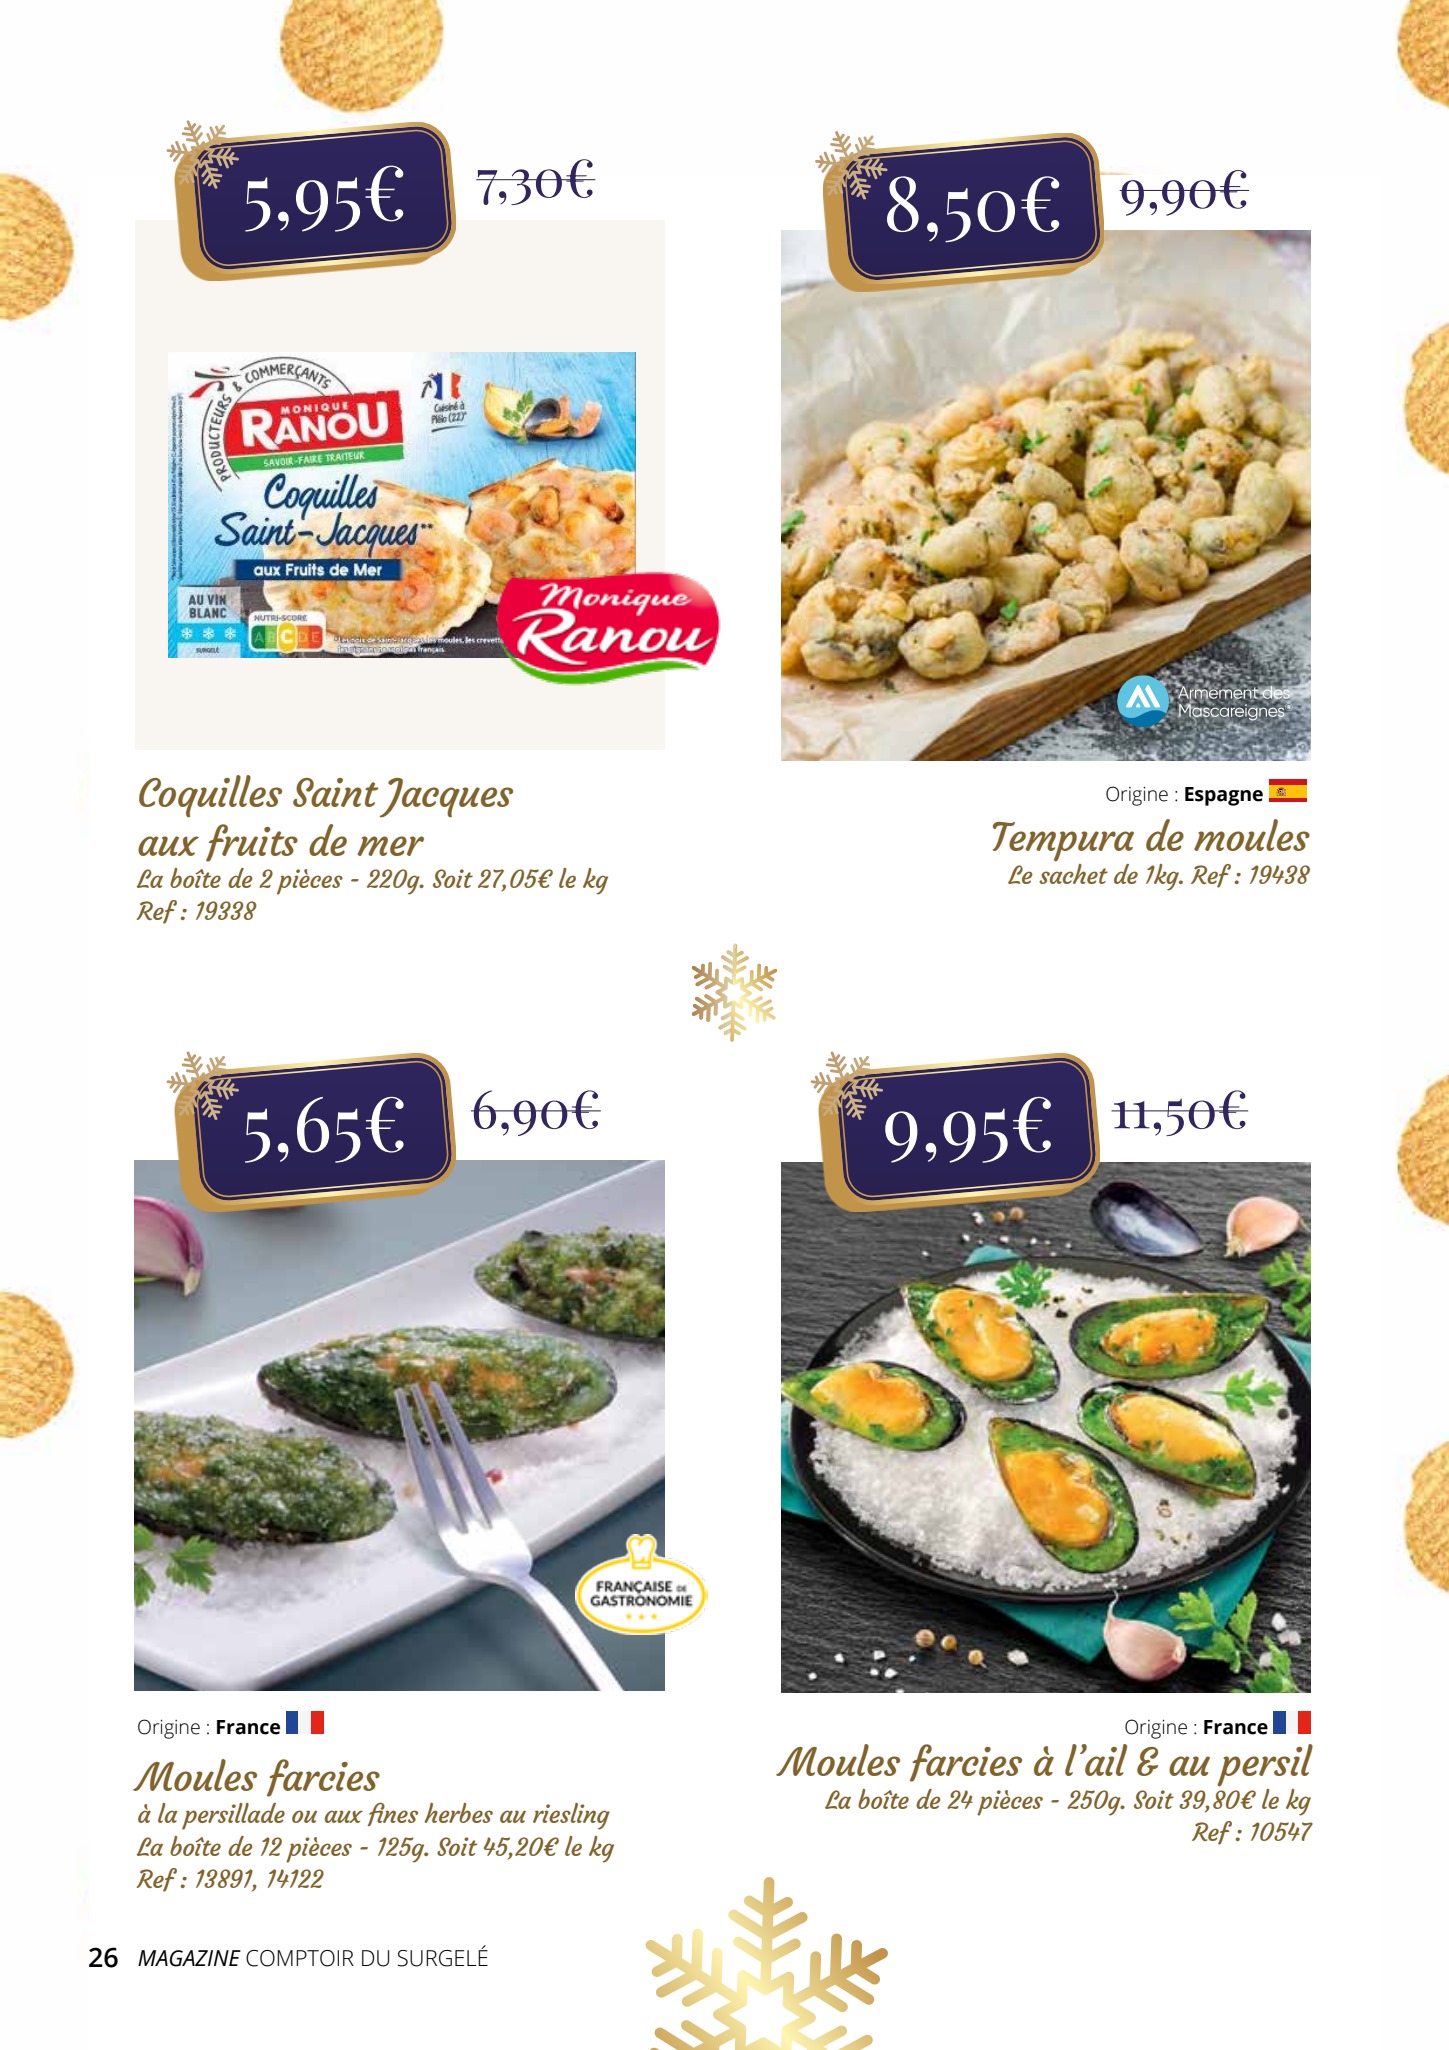 5,95€
7,30€
PRODUCTEURS & COMMERÇANTS
MONIQUE
RANOU
SAVOIR-FAIRE TRAITEUR
Cuisiné à
Plélo (22)*
Coquilles
Saint-Jacques**
aux Fruits de Mer
AU VIN
BLANC
SURGELÉ
NUTRI-SCORE
A B C D E
Monique
Ranou
Coquilles Saint Jacques
aux fruits de mer
La boîte de 2 pièces - 220g. Soit 27,05€ le kg
Ref : 19338
8,50€
9,90€
Armement des
Mascareignes
Origine : Espagne
Tempura de moules
Le sachet de 1kg. Ref : 19438
5,65€
6,90€
FRANÇAISE DE
GASTRONOMIE
Origine : France
Moules farcies
à la persillade ou aux fines herbes au riesling
La boîte de 12 pièces - 125g. Soit 45,20€ le kg
Ref : 13891, 14122
9,95€
11,50€
Origine : France
Moules farcies à l’ail & au persil
La boîte de 24 pièces - 250g. Soit 39,80€ le kg
Ref : 10547
26 MAGAZINE COMPTOIR DU SURGELÉ